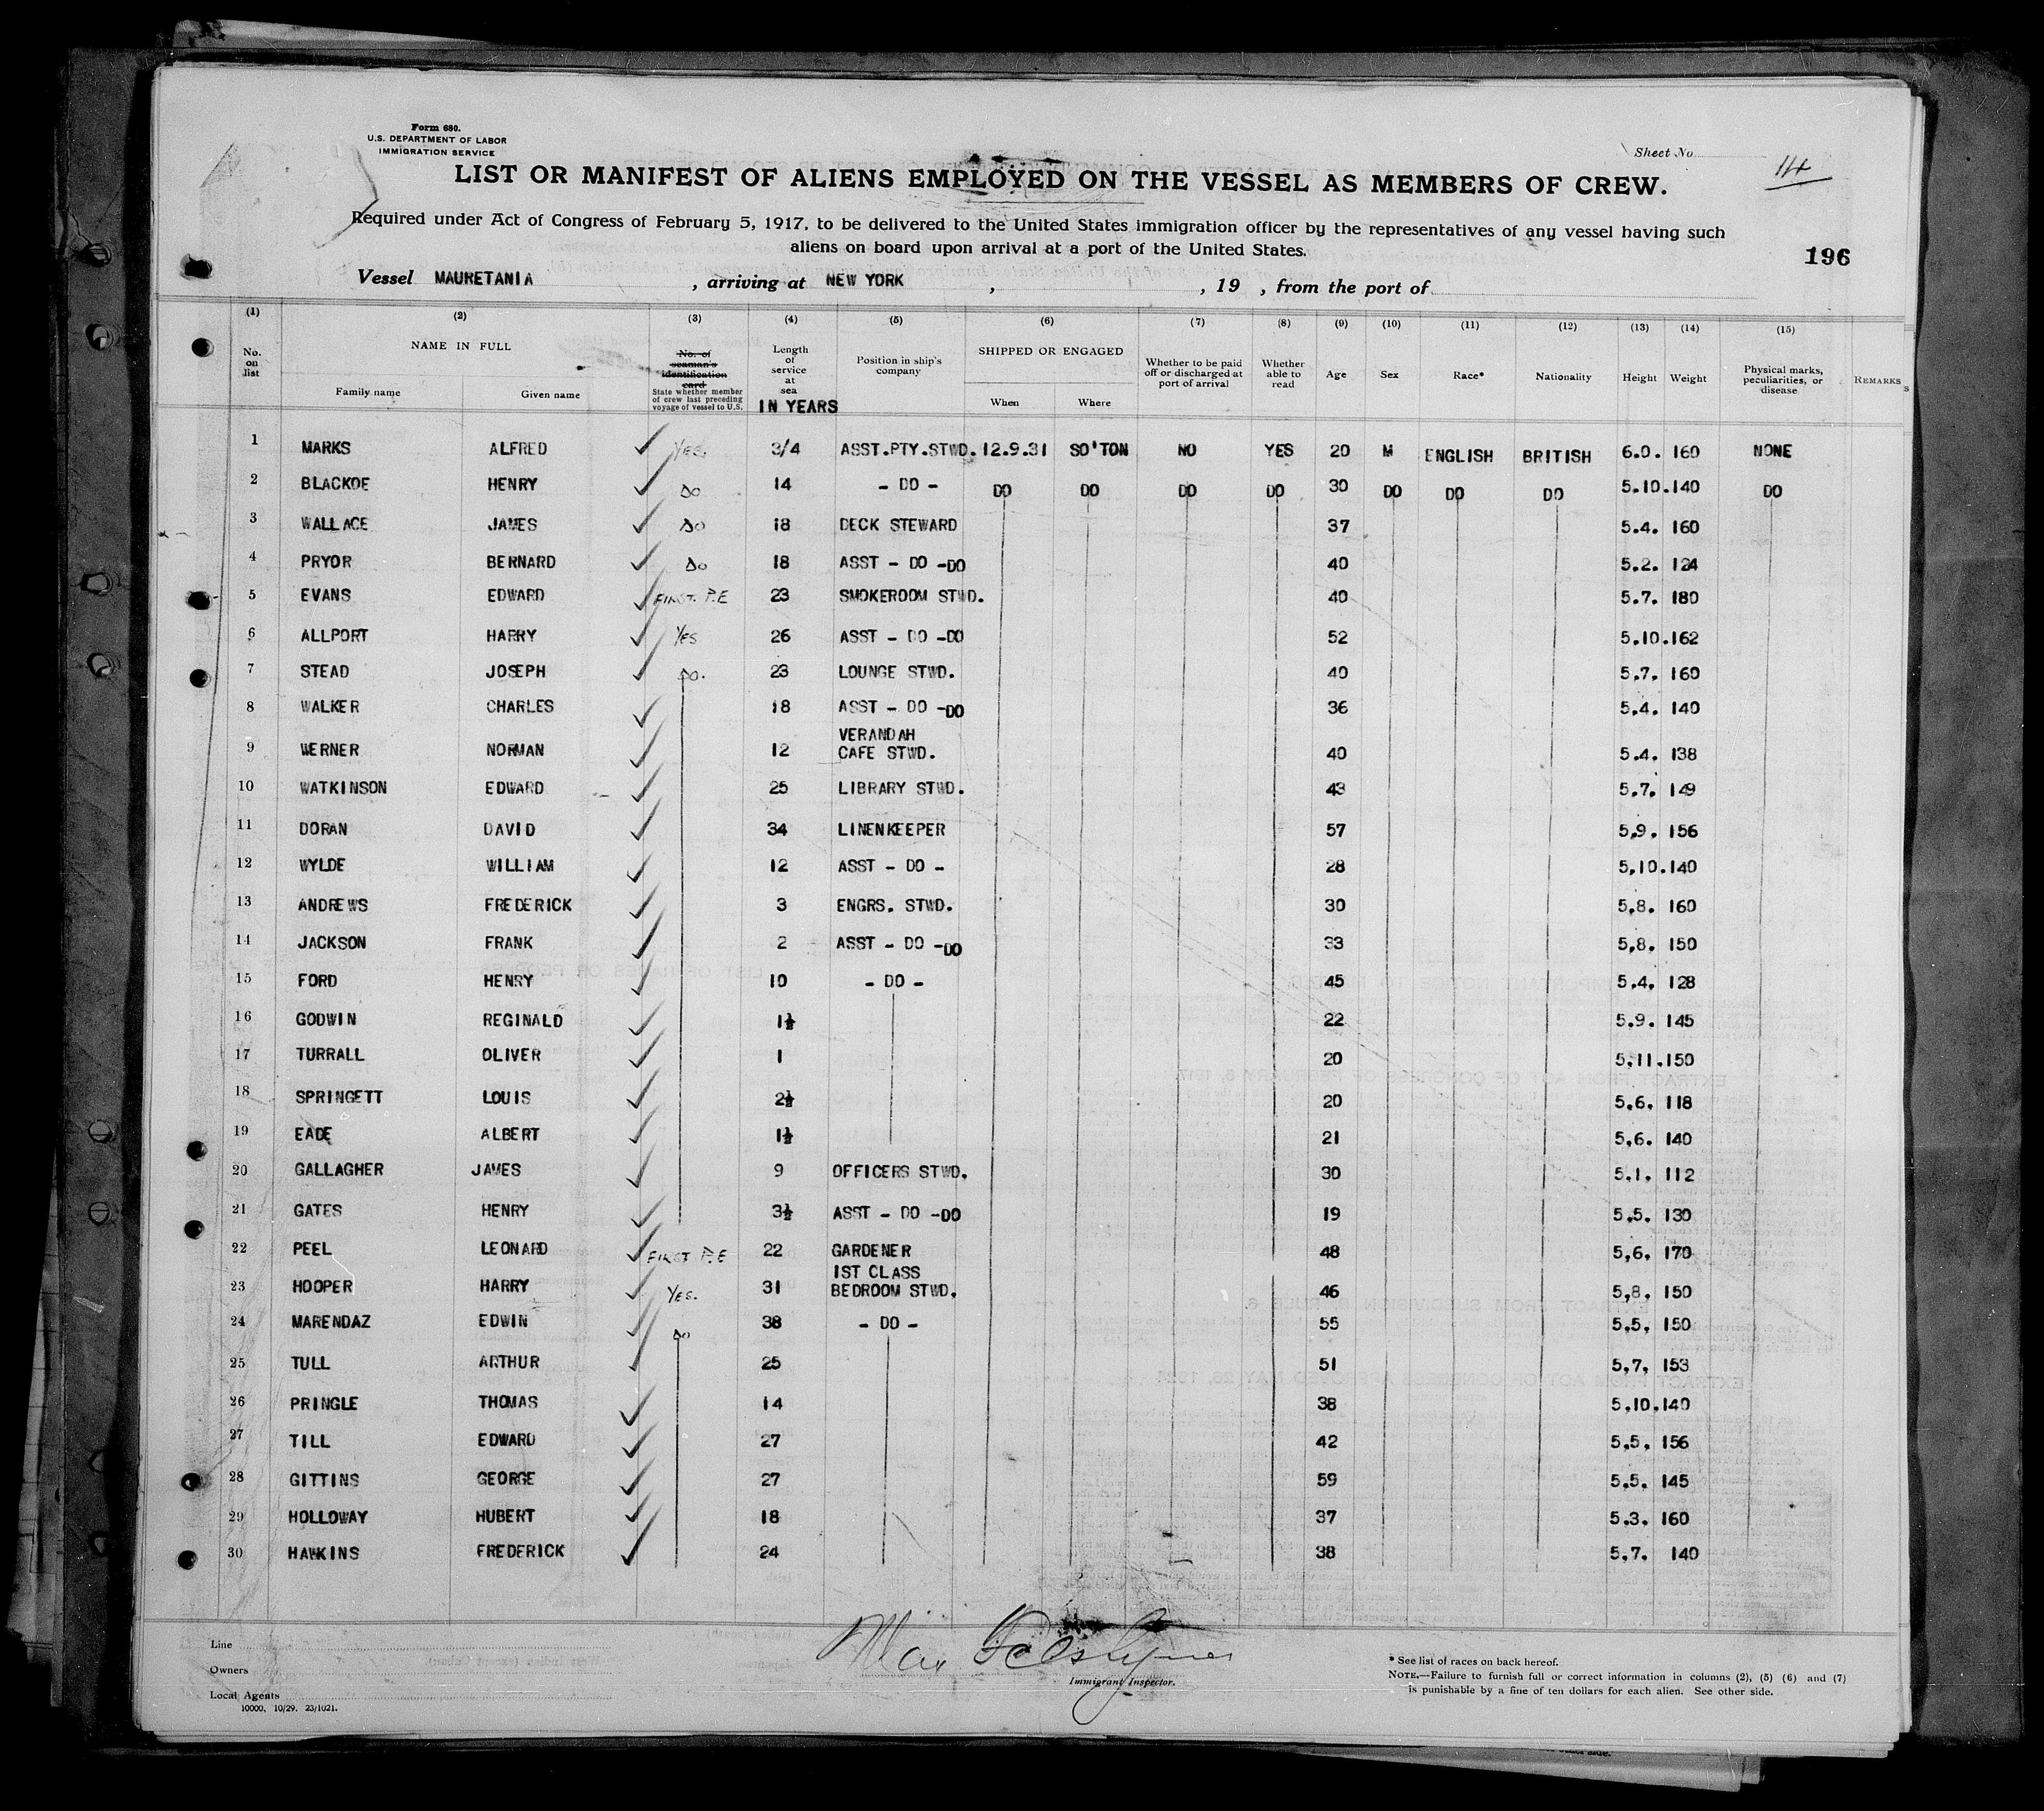 Form 680.
U.S. DEPARTMENT OF LABOR
IMMIGRATION SERVICE
Sheet No.
14
LIST OR MANIFEST OF ALIENS EMPLOYED ON THE VESSEL AS MEMBERS OF CREW.
Required under Act of Congress of February 5, 1917, to be delivered to the United States immigration officer by the representatives of any vessel having such
aliens on board upon arrival at a port of the United States.
196
Vessel MAURETANIA , arriving at NEW YORK , , 19 , from the port of
(1) (2) (3) (4) (5) (6) (7) (8) (9) (10) (11) (12) (13) (14) (15)
No. on list NAME IN FULL Family name Given name No. of seaman's identification card State whether member of crew last preceding voyage of vessel to U.S. Length of service at sea IN YEARS Position in ship's company SHIPPED OR ENGAGED When Where Whether to be paid off or discharged at port of arrival Whether able to read Age Sex Race* Nationality Height Weight Physical marks, peculiarities, or disease REMARKS
1 MARKS ALFRED YES. 3/4 ASST.PTY.STWD. 12.9.31 SO'TON NO YES 20 M ENGLISH BRITISH 6.0. 160 NONE
2 BLACKOE HENRY DO 14 - DO - DO DO DO DO 30 DO DO DO 5.10. 140 DO
3 WALLACE JAMES DO 18 DECK STEWARD 37 5.4. 160
4 PRYOR BERNARD DO 18 ASST - DO -DO 40 5.2. 124
5 EVANS EDWARD FIRST. P.E 23 SMOKEROOM STWD. 40 5.7. 180
6 ALLPORT HARRY YES 26 ASST - DO -DO 52 5.10. 162
7 STEAD JOSEPH DO. 23 LOUNGE STWD. 40 5.7. 160
8 WALKER CHARLES 18 ASST - DO -DO 36 5.4. 140
9 WERNER NORMAN 12 VERANDAH CAFE STWD. 40 5.4. 138
10 WATKINSON EDWARD 25 LIBRARY STWD. 43 5.7. 149
11 DORAN DAVID 34 LINENKEEPER 57 5.9. 156
12 WYLDE WILLIAM 12 ASST - DO - 28 5.10. 140
13 ANDREWS FREDERICK 3 ENGRS. STWD. 30 5.8. 160
14 JACKSON FRANK 2 ASST - DO -DO 33 5.8. 150
15 FORD HENRY 10 - DO - 45 5.4. 128
16 GODWIN REGINALD 1½ 22 5.9. 145
17 TURRALL OLIVER 1 20 5.11. 150
18 SPRINGETT LOUIS 2½ 20 5.6. 118
19 EADE ALBERT 1½ 21 5.6. 140
20 GALLAGHER JAMES 9 OFFICERS STWD. 30 5.1. 112
21 GATES HENRY 3½ ASST - DO -DO 19 5.5. 130
22 PEEL LEONARD FIRST P.E 22 GARDENER 48 5.6. 170
23 HOOPER HARRY YES. 31 1ST CLASS BEDROOM STWD. 46 5.8. 150
24 MARENDAZ EDWIN DO 38 - DO - 55 5.5. 150
25 TULL ARTHUR 25 51 5.7. 153
26 PRINGLE THOMAS 14 38 5.10. 140
27 TILL EDWARD 27 42 5.5. 156
28 GITTINS GEORGE 27 59 5.5. 145
29 HOLLOWAY HUBERT 18 37 5.3. 160
30 HAWKINS FREDERICK 24 38 5.7. 140
Line
Owners
Local Agents
10000. 10/29. 23/1021.
Max
Immigrant Inspector.
* See list of races on back hereof.
NOTE.—Failure to furnish full or correct information in columns (2), (5) (6) and (7)
is punishable by a fine of ten dollars for each alien. See other side.